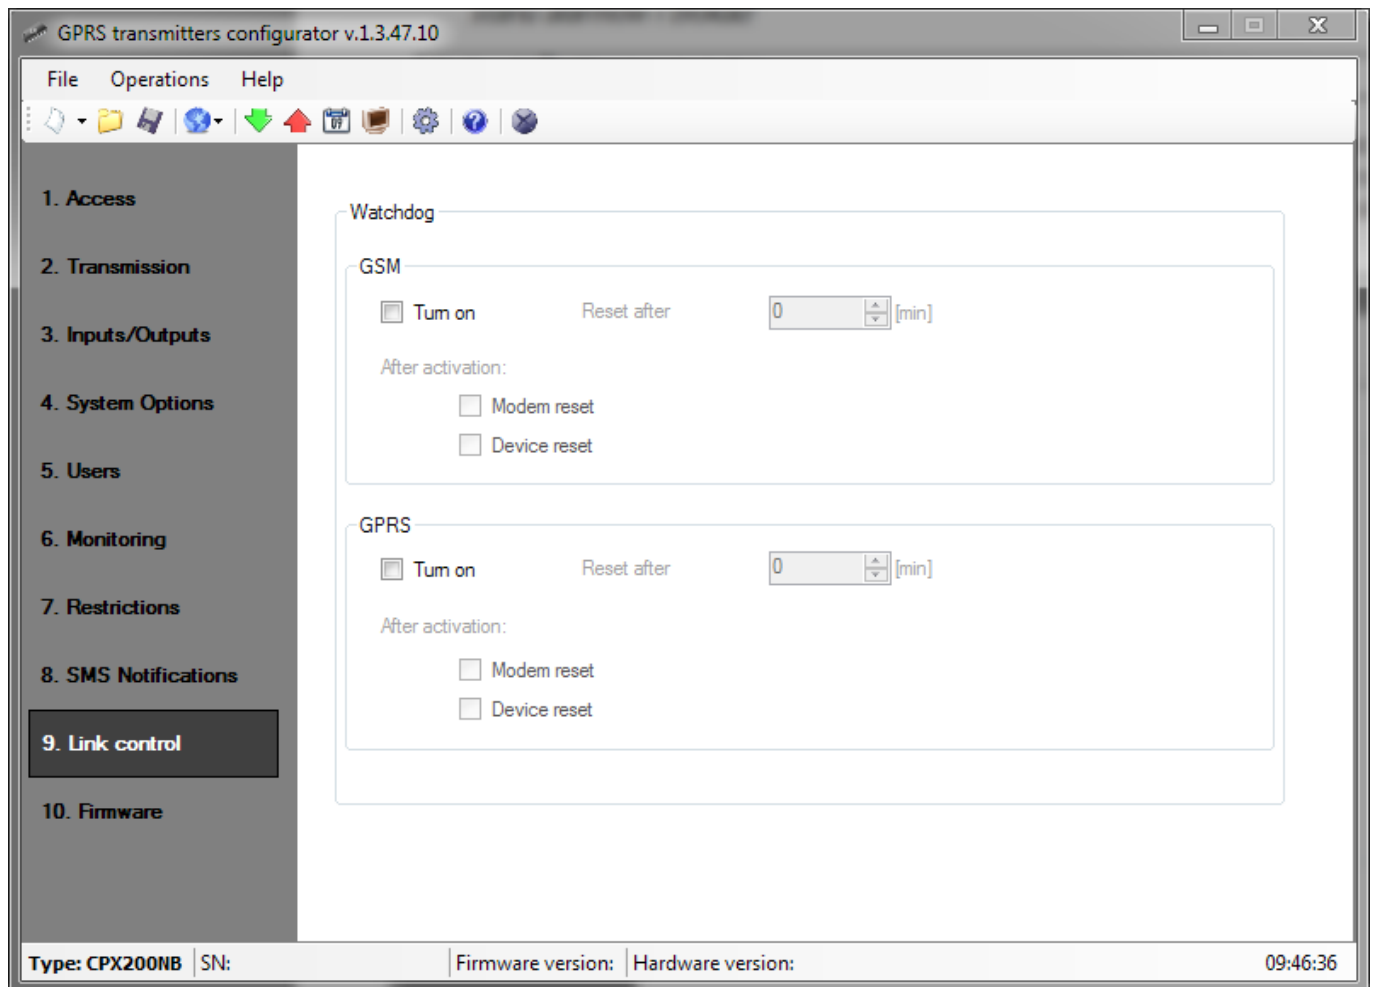 GPRS transmitters configurator v.1.3.47.10
File Operations Help
1. Access
2. Transmission
3. Inputs/Outputs
4. System Options
5. Users
6. Monitoring
7. Restrictions
8. SMS Notifications
9. Link control
10. Firmware
Watchdog
GSM
Turn on Reset after 0 [min]
After activation:
Modem reset
Device reset
GPRS
Turn on Reset after 0 [min]
After activation:
Modem reset
Device reset
Type: CPX200NB SN: Firmware version: Hardware version: 09:46:36